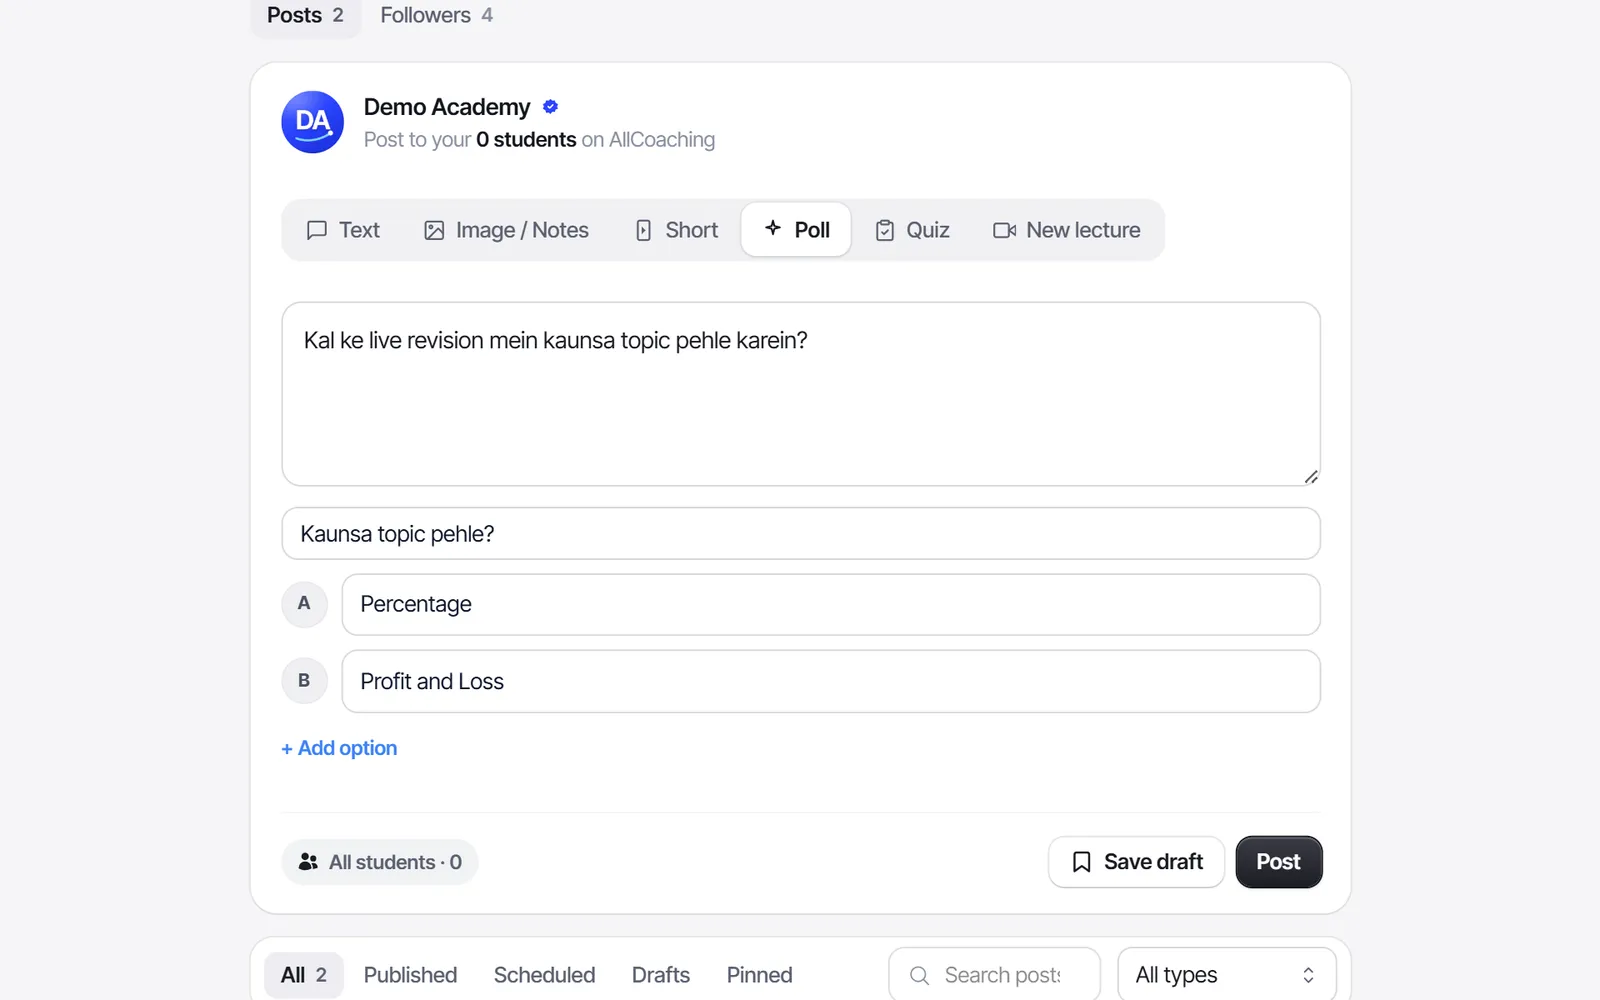 Posts 2 Followers 4
DA
Demo Academy
Post to your 0 students on AllCoaching
Text Image / Notes Short Poll Quiz New lecture
Kal ke live revision mein kaunsa topic pehle karein?
Kaunsa topic pehle?
A Percentage
B Profit and Loss
+ Add option
All students · 0 Save draft Post
All 2 Published Scheduled Drafts Pinned Search posts All types